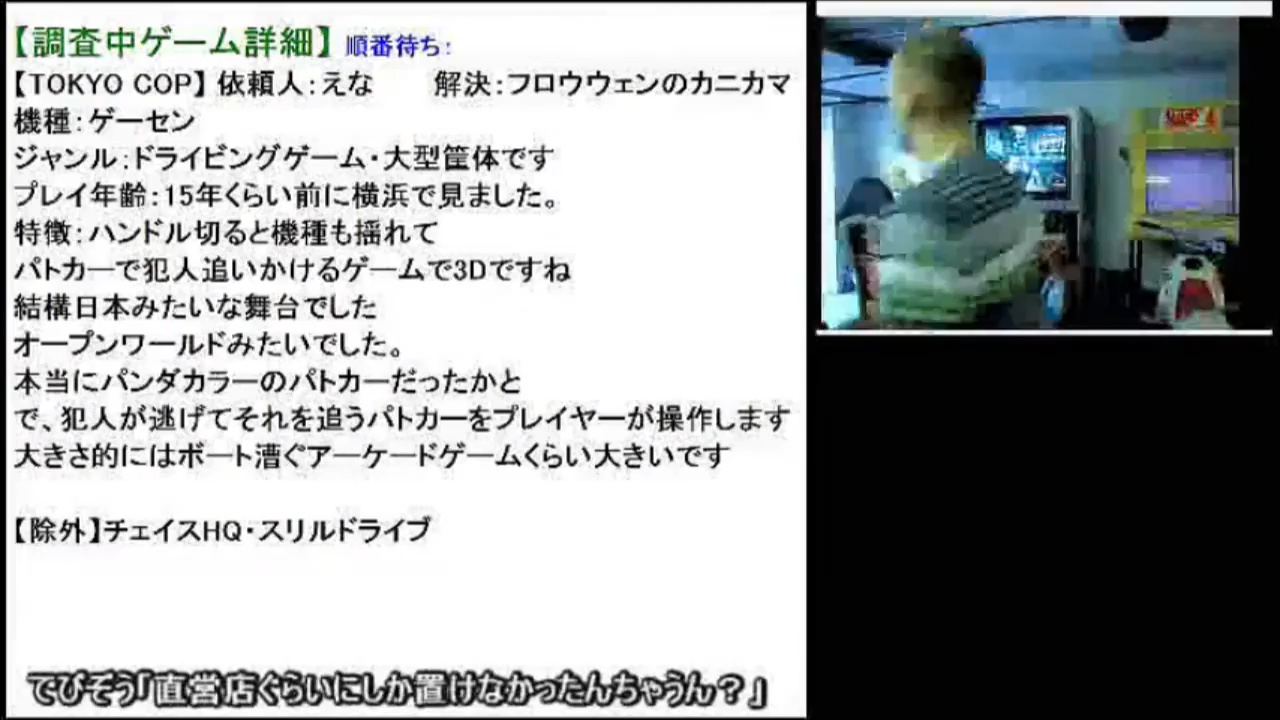 【調査中ゲーム詳細】 順番待ち：
【TOKYO COP】 依頼人：えな　　解決：フロウウェンのカニカマ
機種：ゲーセン
ジャンル：ドライビングゲーム・大型筐体です
プレイ年齢：15年くらい前に横浜で見ました。
特徴：ハンドル切ると機種も揺れて
パトカーで犯人追いかけるゲームで3Dですね
結構日本みたいな舞台でした
オープンワールドみたいでした。
本当にパンダカラーのパトカーだったかと
で、犯人が逃げてそれを追うパトカーをプレイヤーが操作します
大きさ的にはボート漕ぐアーケードゲームくらい大きいです
【除外】チェイスHQ・スリルドライブ
てびぞう「直営店ぐらいにしか置けなかったんちゃうん？」